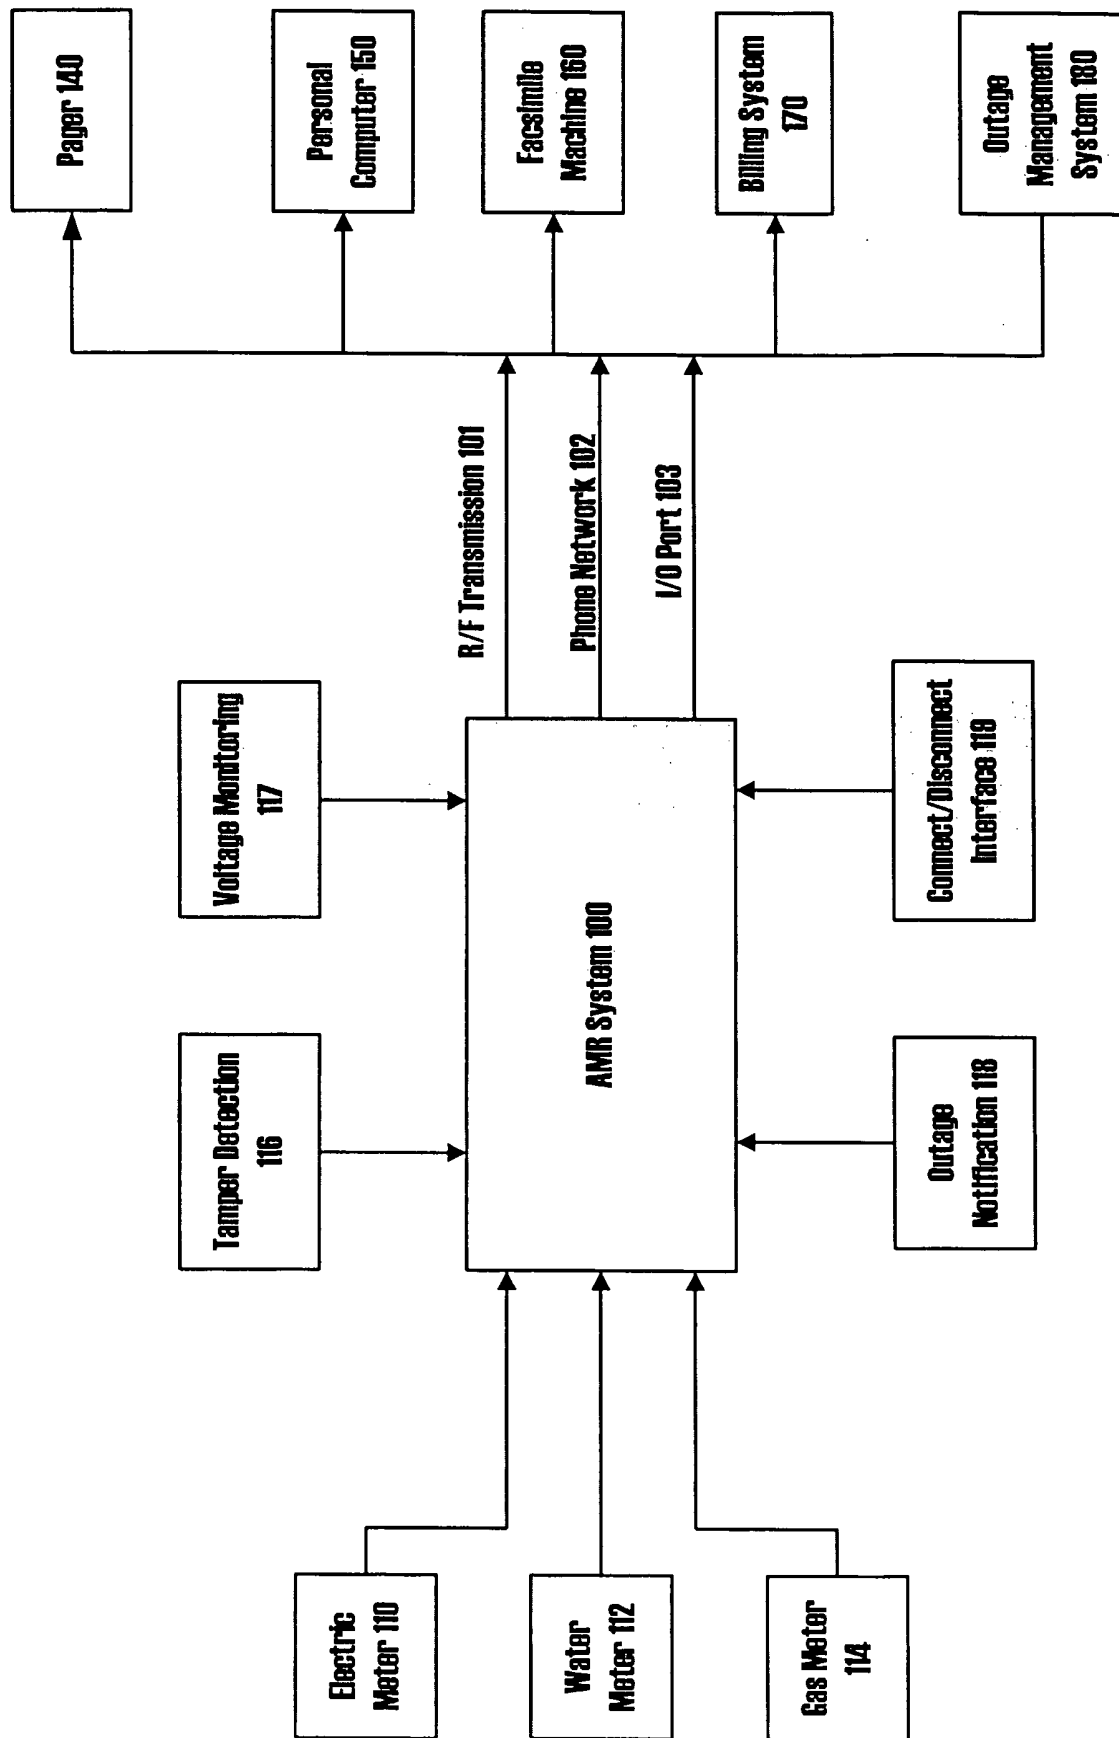 Pager 140
Personal
Computer 150
Facsimile
Machine 160
Billing System
170
Outage
Management
System 180
R/F Transmission 101
Phone Network 102
I/O Port 103
Voltage Monitoring
117
Connect/Disconnect
Interface 119
AMR System 100
Tamper Detection
116
Outage
Notification 118
Electric
Meter 110
Water
Meter 112
Gas Meter
114